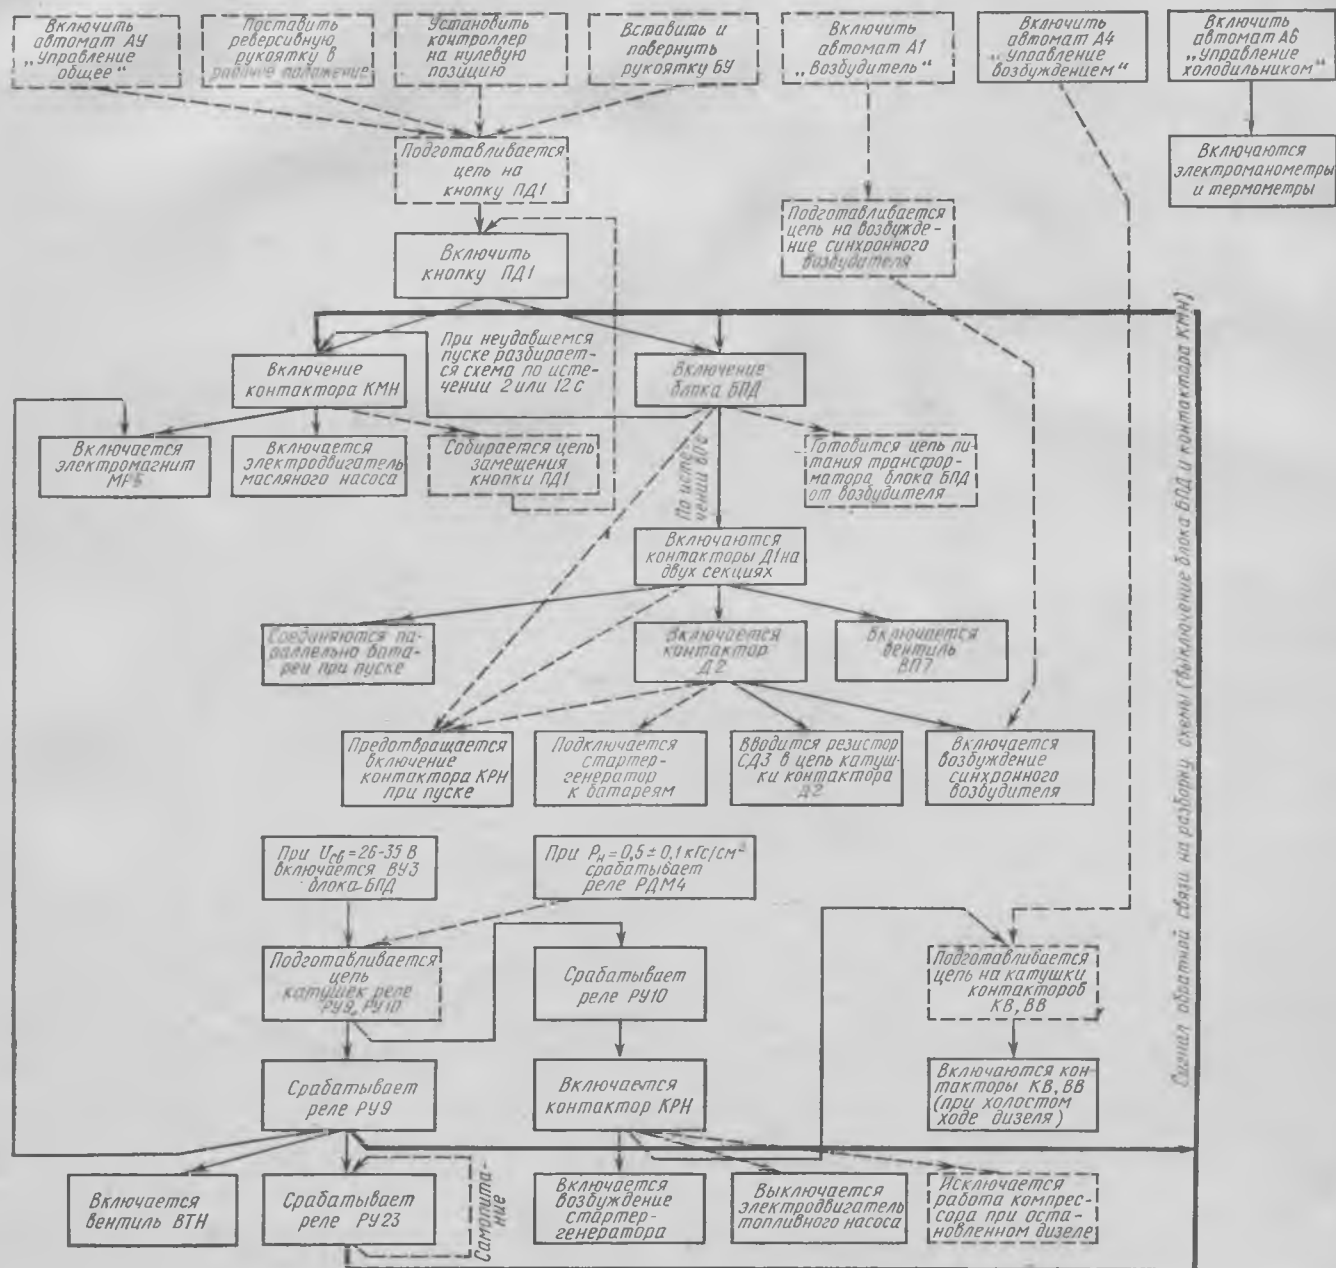 Включить
автомат АУ
„Управление
общее“
Поставить
реверсивную
рукоятку в
рабочее положение
Установить
контроллер
на нулевую
позицию
Вставить и
повернуть
рукоятку БУ
Включить
автомат А1
„Возбудитель“
Включить
автомат А4
„Управление
возбуждением“
Включить
автомат А6
„Управление
холодильником“
Подготавливается
цепь на
кнопку ПД1
Включаются
электроманометры
и термометры
Подготавливается
цепь на возбужде-
ние синхронного
возбудителя
Включить
кнопку ПД1
При неудавшемся
пуске разбирает-
ся схема по исте-
чении 2 или 12 с
Включение
контактора КМН
Включение
блока БПД
Включается
электромагнит
МР5
Включается
электродвигатель
масляного насоса
Собирается цепь
замещения
кнопки ПД1
По исте-
чении 60с
Готовится цепь пи-
тания трансфор-
матора блока БПД
от возбудителя
Включаются
контакторы Д1 на
двух секциях
Соединяются па-
раллельно бата-
реи при пуске
Включается
контактор
Д2
Включается
вентиль
ВП7
Предотвращается
включение
контактора КРН
при пуске
Подключается
стартер-
генератор
к батареям
Вводится резистор
СДЗ в цепь катуш-
ки контактора
Д2
Включается
возбуждение
синхронного
возбудителя
При Uсв=26-35 В
включается ВУЗ
блока БПД
При Рн=0,5±0,1 кГс/см²
срабатывает
реле РДМ4
Подготавливается
цепь
катушек реле
РУ9, РУ10
Срабатывает
реле РУ10
Подготавливается
цепь на катушки
контакторов
КВ, ВВ
Срабатывает
реле РУ9
Включается
контактор КРН
Включаются кон-
такторы КВ, ВВ
(при холостом
ходе дизеля)
Включается
вентиль ВТН
Срабатывает
реле РУ23
Самопита-
ние
Включается
возбуждение
стартер-
генератора
Выключается
электродвигатель
топливного насоса
Исключается
работа компрес-
сора при оста-
новленном дизеле
Сигнал обратной связи на разборку схемы (выключение блока БПД и контактора КМН)